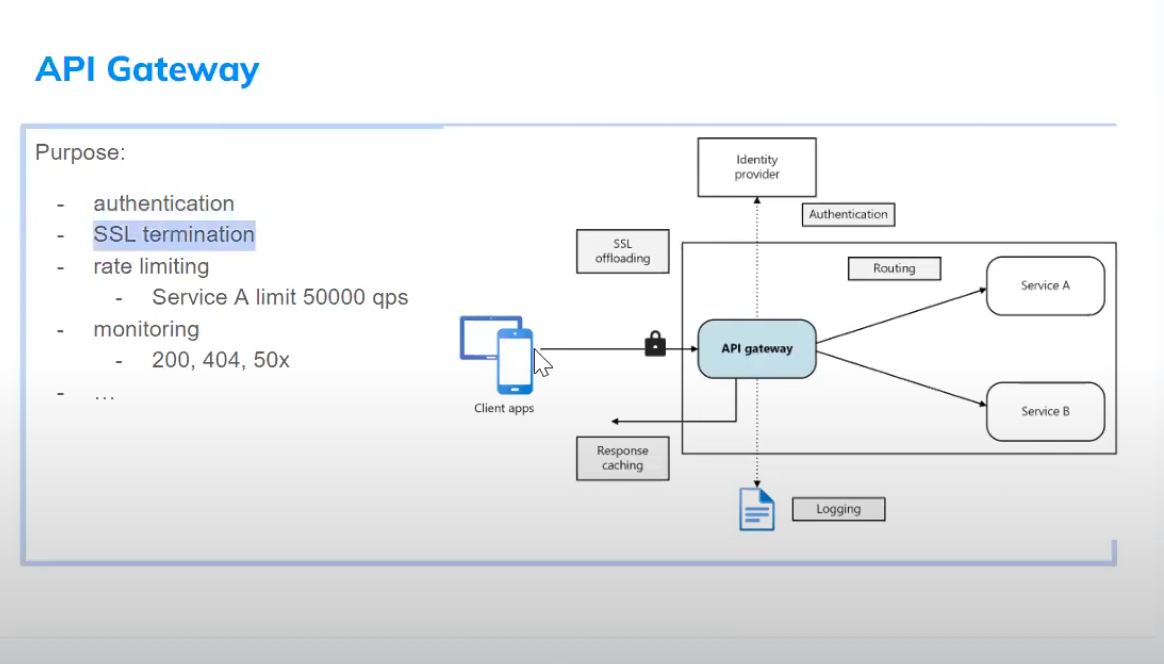 API Gateway
Purpose:
- authentication
- SSL termination
- rate limiting
- Service A limit 50000 qps
- monitoring
- 200, 404, 50x
- ...
Identity
provider
Authentication
SSL
offloading
Routing
Service A
API gateway
Client apps
Service B
Response
caching
Logging